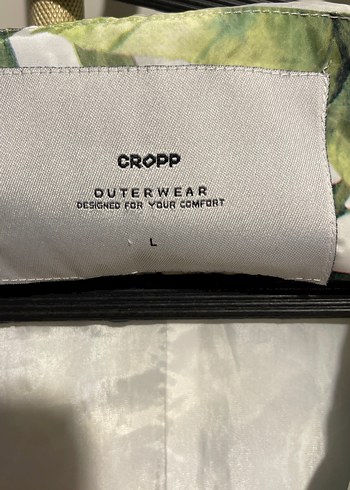 CROPP
OUTERWEAR
DESIGNED FOR YOUR COMFORT
L